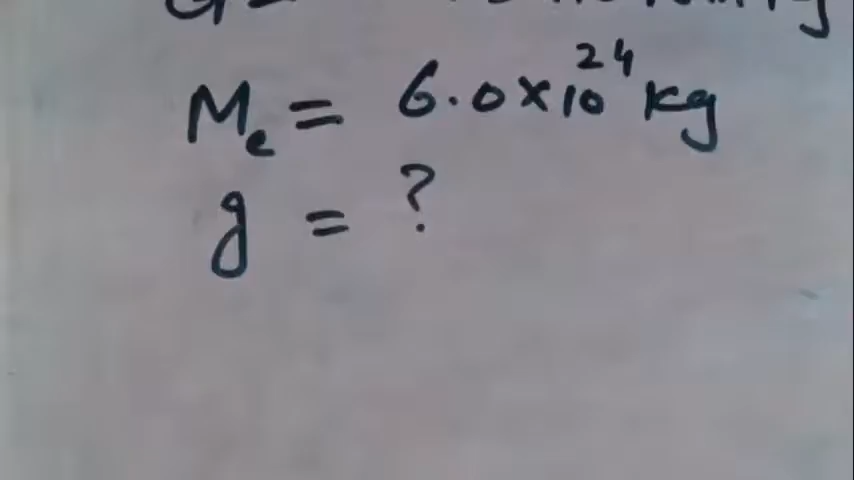 Mₑ = 6.0×10²⁴ kg
g = ?